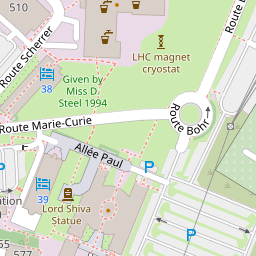 510
Route Scherrer
LHC magnet
cryostat
38
Given by
Miss D.
Steel 1994
Route Marie-Curie
Route Bohr
Allée Paul
P
39
Lord Shiva
Statue
P
577